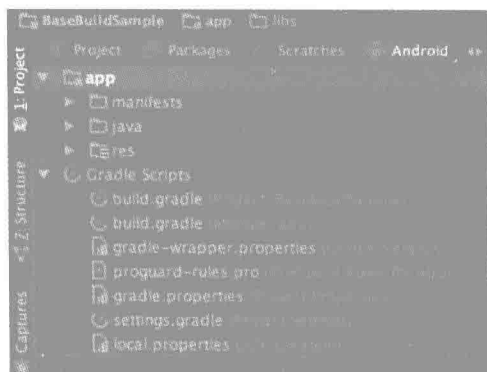 BaseBuildSample app libs
Project Packages Scratches Android
1: Project
app
manifests
java
res
Gradle Scripts
build.gradle
build.gradle
gradle-wrapper.properties
proguard-rules.pro
gradle.properties
settings.gradle
local.properties
7: Structure
Captures